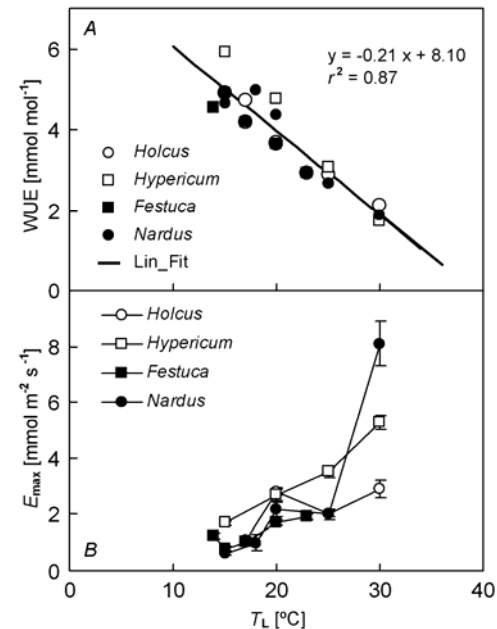 A
y = -0.21 x + 8.10
r² = 0.87
WUE [mmol mol⁻¹]
6
4
2
0
Holcus
Hypericum
Festuca
Nardus
Lin_Fit
B
Eₘₐₓ [mmol m⁻² s⁻¹]
8
6
4
2
0
Holcus
Hypericum
Festuca
Nardus
0 10 20 30 40
T_L [ºC]